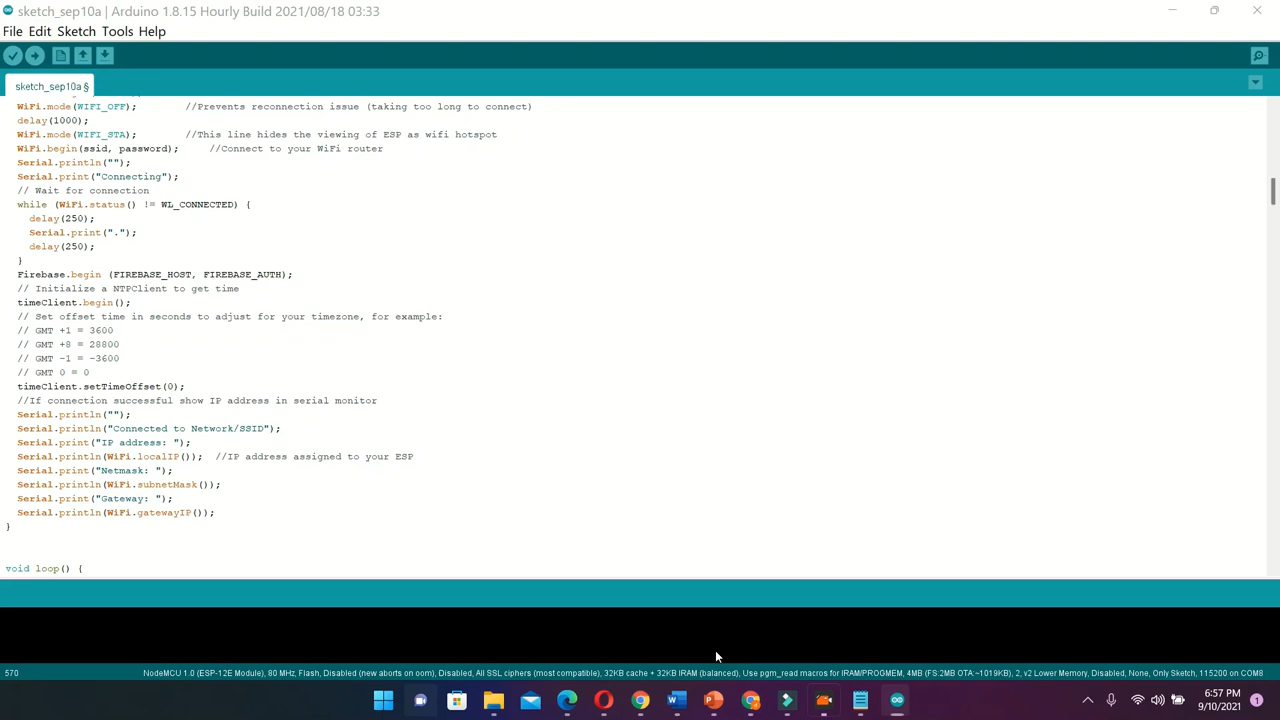 sketch_sep10a | Arduino 1.8.15 Hourly Build 2021/08/18 03:33
File Edit Sketch Tools Help
sketch_sep10a §
WiFi.mode(WIFI_OFF); //Prevents reconnection issue (taking too long to connect)
delay(1000);
WiFi.mode(WIFI_STA); //This line hides the viewing of ESP as wifi hotspot
WiFi.begin(ssid, password); //Connect to your WiFi router
Serial.println("");
Serial.print("Connecting");
// Wait for connection
while (WiFi.status() != WL_CONNECTED) {
delay(250);
Serial.print(".");
delay(250);
}
Firebase.begin (FIREBASE_HOST, FIREBASE_AUTH);
// Initialize a NTPClient to get time
timeClient.begin();
// Set offset time in seconds to adjust for your timezone, for example:
// GMT +1 = 3600
// GMT +8 = 28800
// GMT -1 = -3600
// GMT 0 = 0
timeClient.setTimeOffset(0);
//If connection successful show IP address in serial monitor
Serial.println("");
Serial.println("Connected to Network/SSID");
Serial.print("IP address: ");
Serial.println(WiFi.localIP()); //IP address assigned to your ESP
Serial.print("Netmask: ");
Serial.println(WiFi.subnetMask());
Serial.print("Gateway: ");
Serial.println(WiFi.gatewayIP());
}
void loop() {
570 NodeMCU 1.0 (ESP-12E Module), 80 MHz, Flash, Disabled (new aborts on oom), Disabled, All SSL ciphers (most compatible), 32KB cache + 32KB IRAM (balanced), Use pgm_read macros for IRAM/PROGMEM, 4MB (FS:2MB OTA:~1019KB), 2, v2 Lower Memory, Disabled, None, Only Sketch, 115200 on COM8
6:57 PM
9/10/2021
1